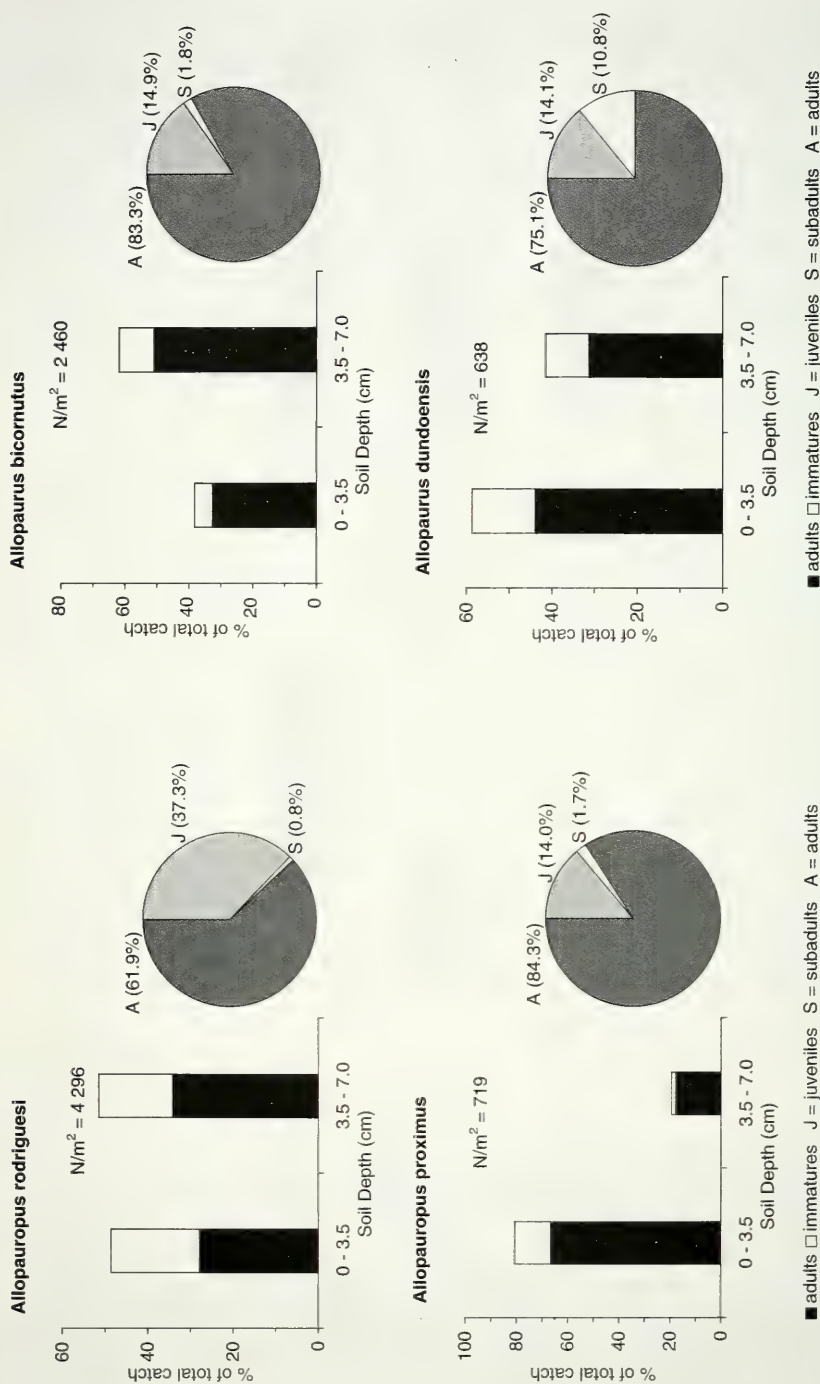 Allopauropus rodriguesi
N/m² = 4 296
% of total catch
60
40
20
0
0 - 3.5
3.5 - 7.0
Soil Depth (cm)
A (61.9%)
J (37.3%)
S (0.8%)
Allopaurus bicornutus
N/m² = 2 460
% of total catch
80
60
40
20
0
0 - 3.5
3.5 - 7.0
Soil Depth (cm)
A (83.3%)
J (14.9%)
S (1.8%)
Allopauropus proximus
N/m² = 719
% of total catch
100
80
60
40
20
0
0 - 3.5
3.5 - 7.0
Soil Depth (cm)
A (84.3%)
J (14.0%)
S (1.7%)
■ adults □ immatures J = juveniles S = subadults A = adults
Allopaurus dundoensis
N/m² = 638
% of total catch
60
40
20
0
0 - 3.5
3.5 - 7.0
Soil Depth (cm)
A (75.1%)
J (14.1%)
S (10.8%)
■ adults □ immatures J = juveniles S = subadults A = adults